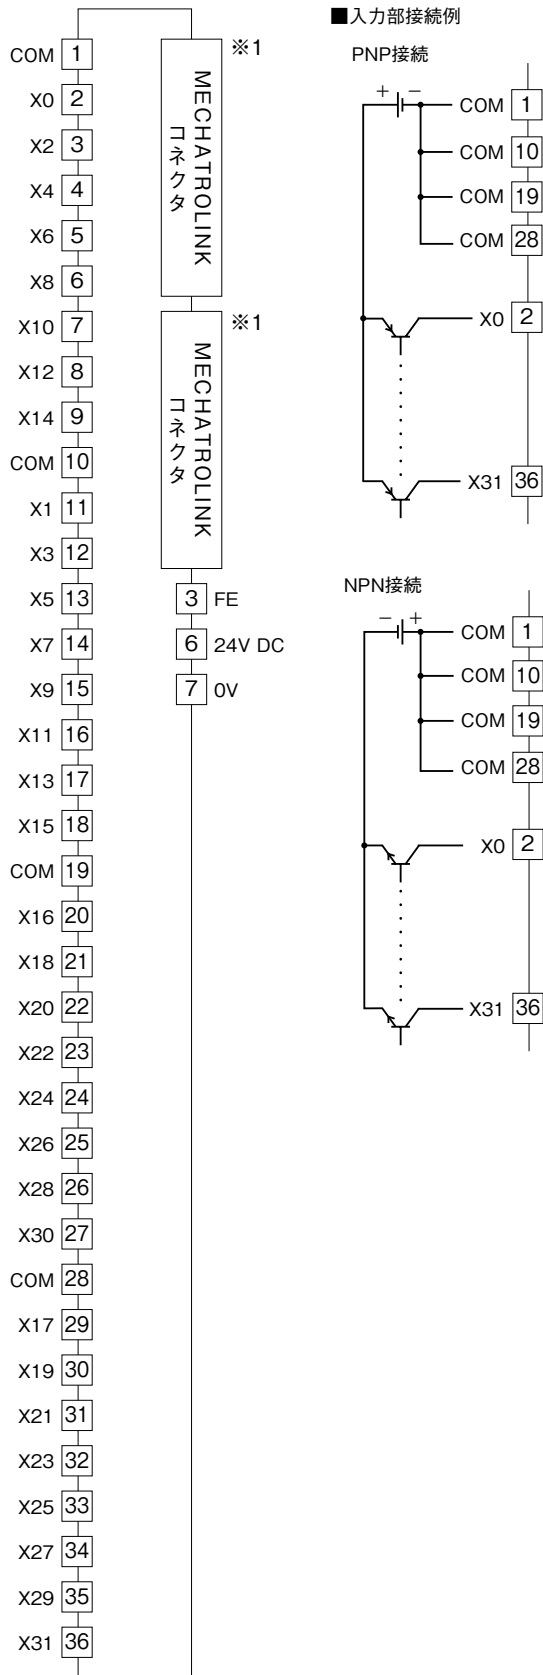 COM 1
X0 2
X2 3
X4 4
X6 5
X8 6
X10 7
X12 8
X14 9
COM 10
X1 11
X3 12
X5 13
X7 14
X9 15
X11 16
X13 17
X15 18
COM 19
X16 20
X18 21
X20 22
X22 23
X24 24
X26 25
X28 26
X30 27
COM 28
X17 29
X19 30
X21 31
X23 32
X25 33
X27 34
X29 35
X31 36
※1
MECHATROLINK
コネクタ
※1
MECHATROLINK
コネクタ
3 FE
6 24V DC
7 0V
■入力部接続例
PNP接続
+ −
COM 1
COM 10
COM 19
COM 28
X0 2
X31 36
NPN接続
− +
COM 1
COM 10
COM 19
COM 28
X0 2
X31 36